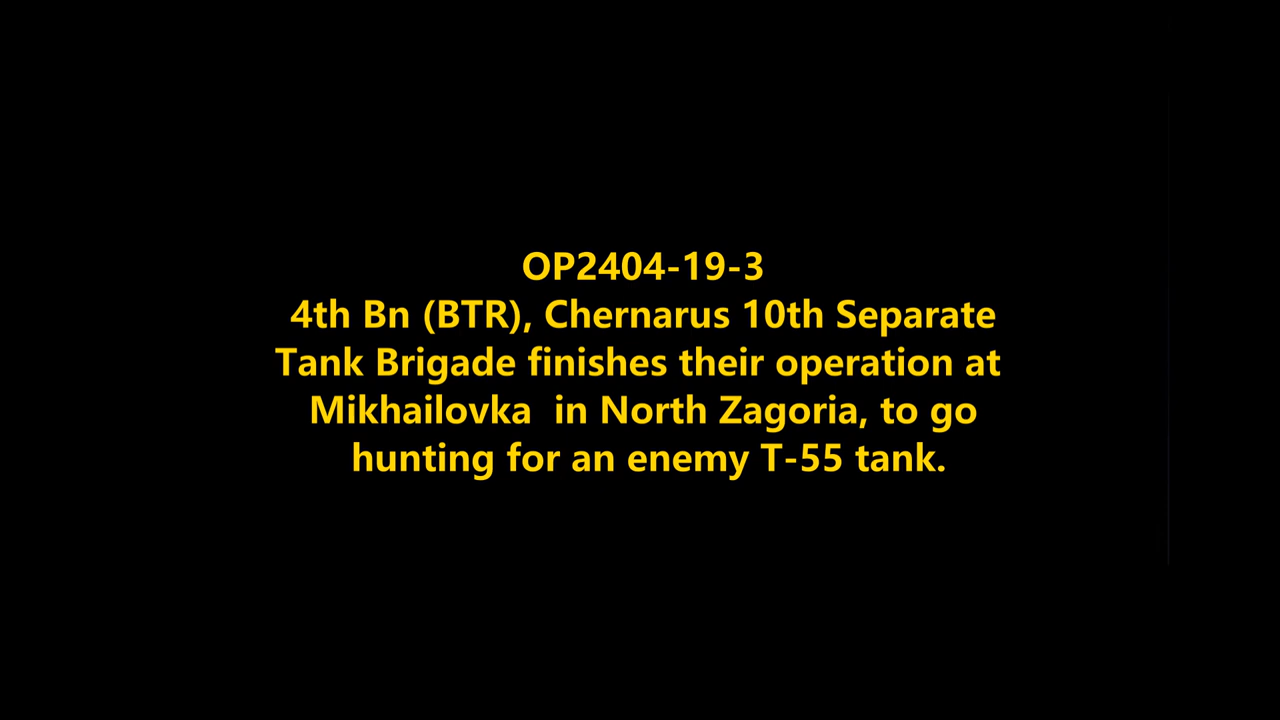 OP2404-19-3
4th Bn (BTR), Chernarus 10th Separate
Tank Brigade finishes their operation at
Mikhailovka  in North Zagoria, to go
hunting for an enemy T-55 tank.